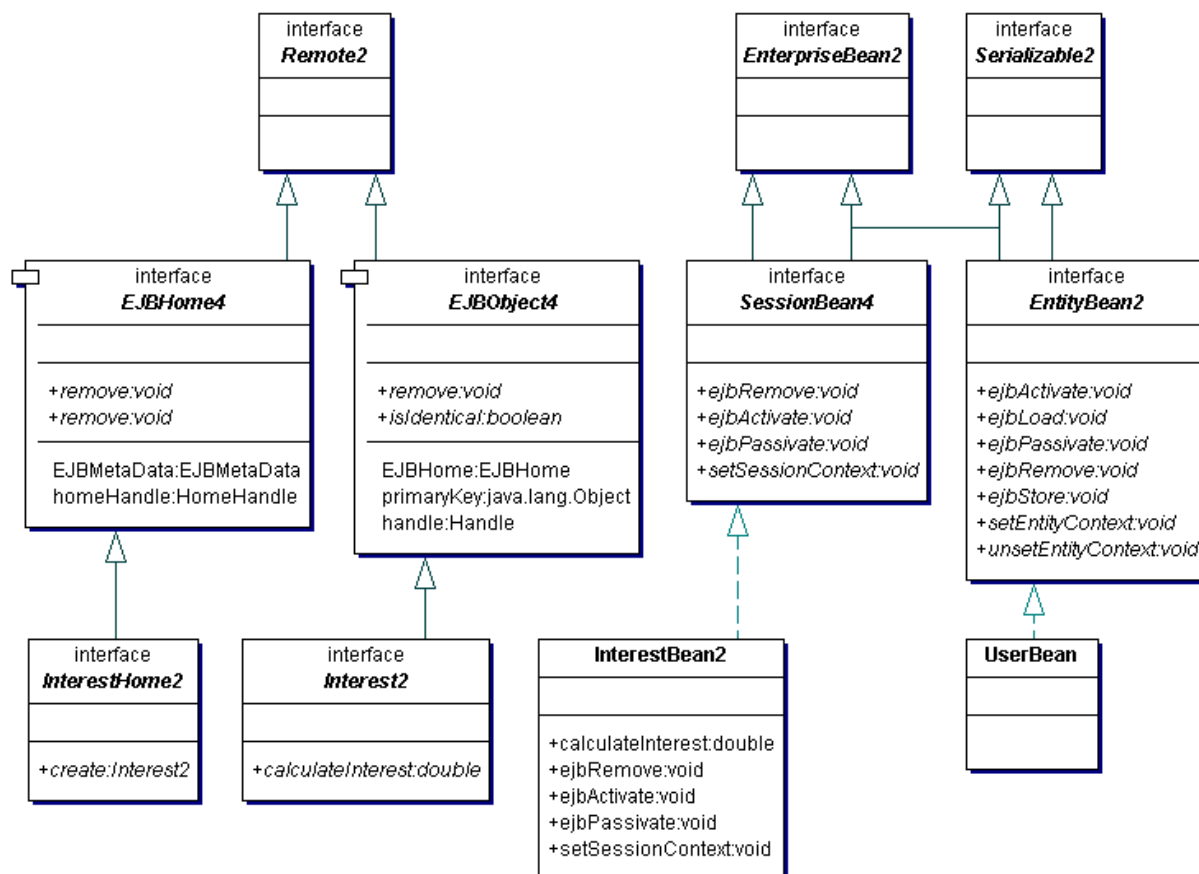 interface
Remote2
interface
EnterpriseBean2
interface
Serializable2
interface
EJBHome4
+remove:void
+remove:void
EJBMetaData:EJBMetaData
homeHandle:HomeHandle
interface
EJBObject4
+remove:void
+isIdentical:boolean
EJBHome:EJBHome
primaryKey:java.lang.Object
handle:Handle
interface
SessionBean4
+ejbRemove:void
+ejbActivate:void
+ejbPassivate:void
+setSessionContext:void
interface
EntityBean2
+ejbActivate:void
+ejbLoad:void
+ejbPassivate:void
+ejbRemove:void
+ejbStore:void
+setEntityContext:void
+unsetEntityContext:void
interface
InterestHome2
+create:Interest2
interface
Interest2
+calculateInterest:double
InterestBean2
+calculateInterest:double
+ejbRemove:void
+ejbActivate:void
+ejbPassivate:void
+setSessionContext:void
UserBean